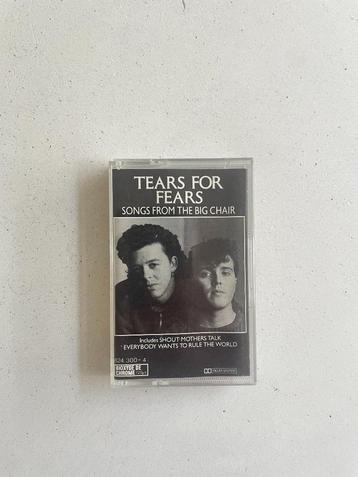 TEARS FOR
FEARS
SONGS FROM THE BIG CHAIR
Includes SHOUT·MOTHERS TALK
EVERYBODY WANTS TO RULE THE WORLD
824 300-4
BIOXYDE DE
CHROME